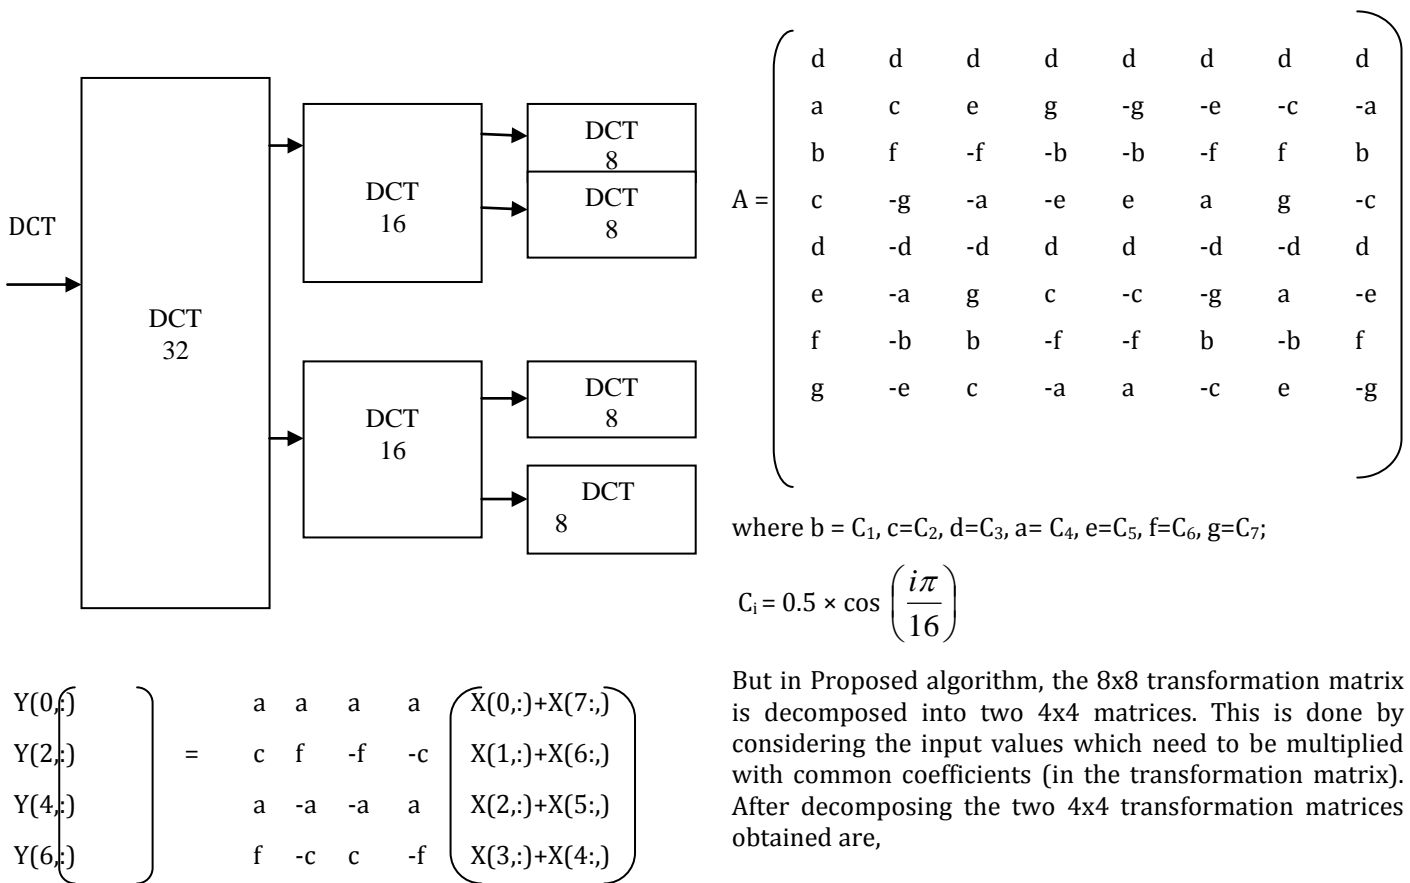 DCT
DCT
32
DCT
16
DCT
8
DCT
8
DCT
16
DCT
8
DCT
8
Y(0,:)
Y(2,:)
Y(4,:)
Y(6,:)
=
a a a a
c f -f -c
a -a -a a
f -c c -f
X(0,:)+X(7:,)
X(1,:)+X(6:,)
X(2,:)+X(5:,)
X(3,:)+X(4:,)
A =
d d d d d d d d
a c e g -g -e -c -a
b f -f -b -b -f f b
c -g -a -e e a g -c
d -d -d d d -d -d d
e -a g c -c -g a -e
f -b b -f -f b -b f
g -e c -a a -c e -g
where b = C₁, c=C₂, d=C₃, a= C₄, e=C₅, f=C₆, g=C₇;
Cᵢ = 0.5 × cos (iπ/16)
But in Proposed algorithm, the 8x8 transformation matrix
is decomposed into two 4x4 matrices. This is done by
considering the input values which need to be multiplied
with common coefficients (in the transformation matrix).
After decomposing the two 4x4 transformation matrices
obtained are,